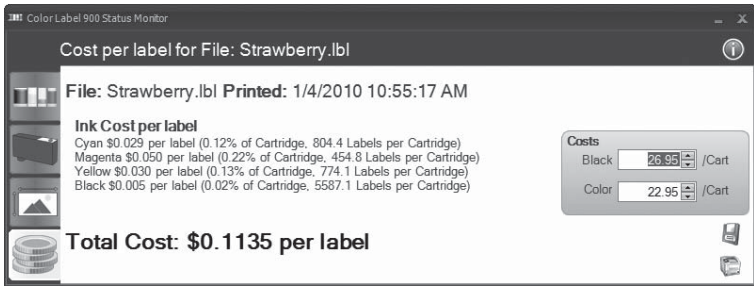 Color Label 900 Status Monitor
Cost per label for File: Strawberry.lbl
File: Strawberry.lbl Printed: 1/4/2010 10:55:17 AM
Ink Cost per label
Cyan $0.029 per label (0.12% of Cartridge, 804.4 Labels per Cartridge)
Magenta $0.050 per label (0.22% of Cartridge, 454.8 Labels per Cartridge)
Yellow $0.030 per label (0.13% of Cartridge, 774.1 Labels per Cartridge)
Black $0.005 per label (0.02% of Cartridge, 5587.1 Labels per Cartridge)
Costs
Black 26.95 /Cart
Color 22.95 /Cart
Total Cost: $0.1135 per label